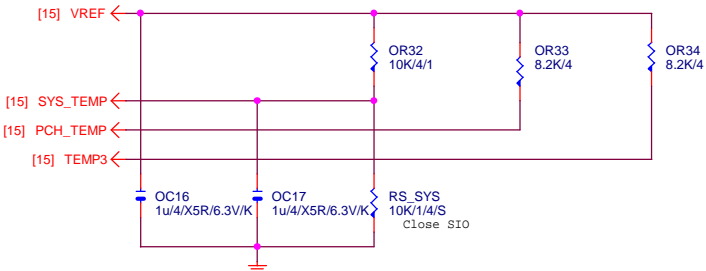 [15] VREF
OR32
10K/4/1
OR33
8.2K/4
OR34
8.2K/4
[15] SYS_TEMP
[15] PCH_TEMP
[15] TEMP3
OC16
1u/4/X5R/6.3V/K
OC17
1u/4/X5R/6.3V/K
RS_SYS
10K/1/4/S
Close SIO